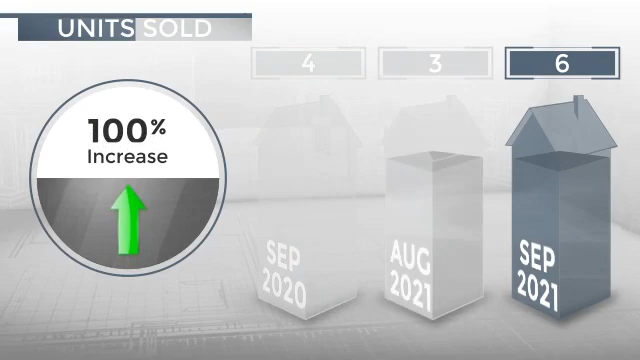 UNITS SOLD
4
3
6
100%
Increase
SEP
2020
AUG
2021
SEP
2021